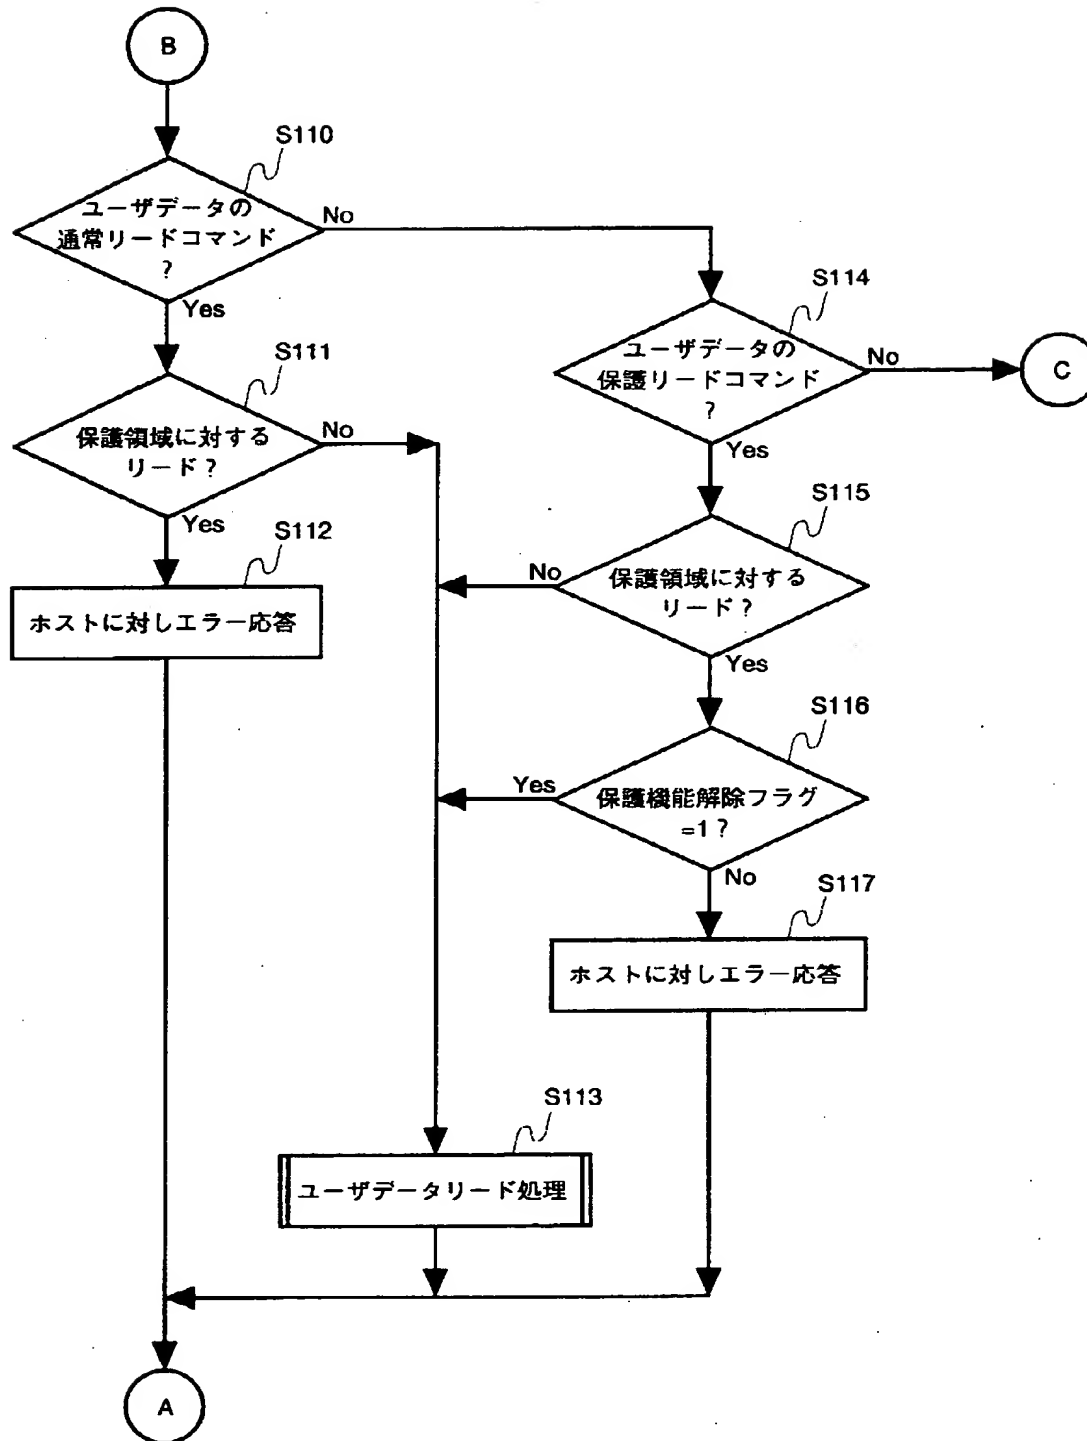 B
S110
ユーザデータの
通常リードコマンド
?
No
Yes
S114
ユーザデータの
保護リードコマンド
?
No
C
Yes
S111
保護領域に対する
リード?
No
Yes
S115
保護領域に対する
リード?
No
Yes
S112
ホストに対しエラー応答
S116
保護機能解除フラグ
=1?
Yes
No
S117
ホストに対しエラー応答
S113
ユーザデータリード処理
A